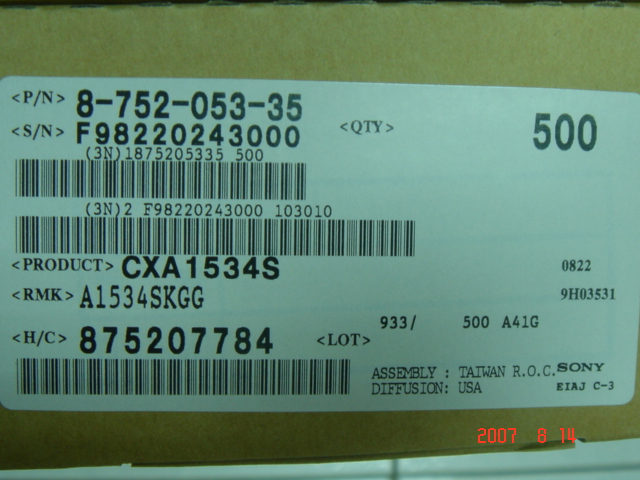 <P/N> 8-752-053-35
<S/N> F98220243000 <QTY> 500
(3N)1875205335 500
(3N)2 F98220243000 103010
<PRODUCT> CXA1534S 0822
<RMK> A1534SKGG 9H03531
933/ 500 A41G
<H/C> 875207784 <LOT>
ASSEMBLY : TAIWAN R.O.C. SONY
DIFFUSION: USA EIAJ C-3
2007 8 14